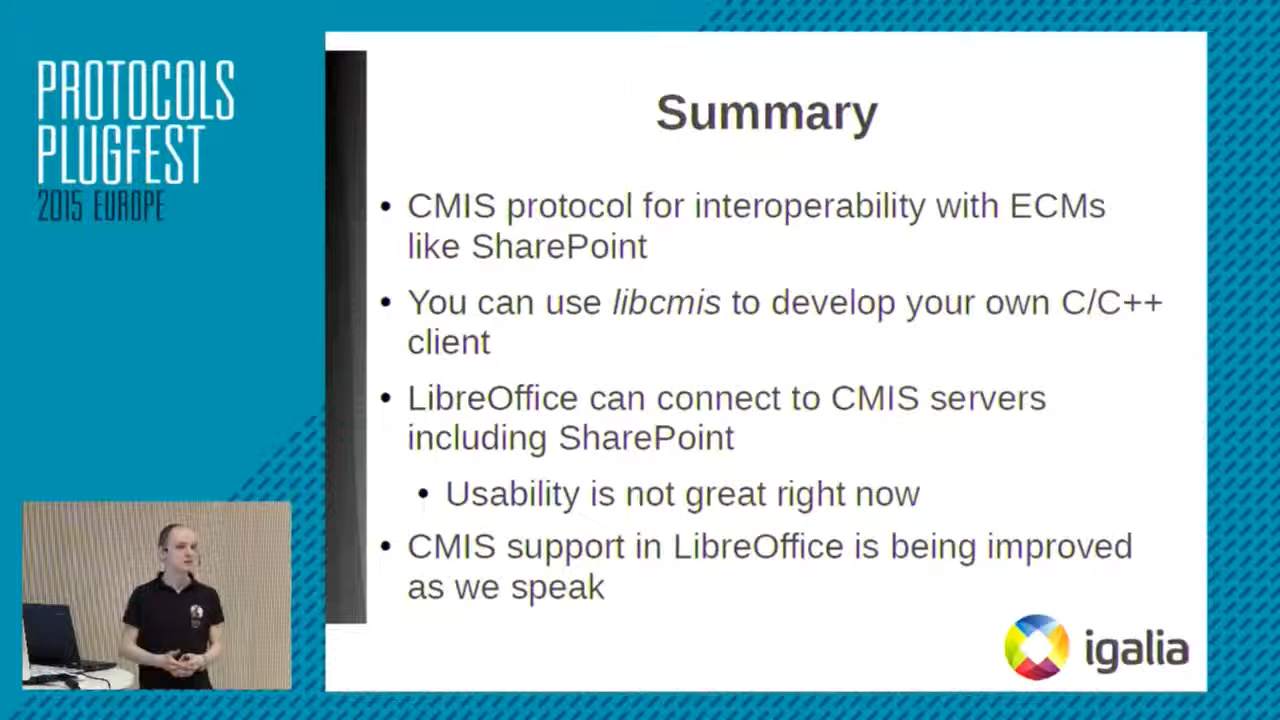 PROTOCOLS
PLUGFEST
2015 EUROPE
Summary
• CMIS protocol for interoperability with ECMs
like SharePoint
• You can use libcmis to develop your own C/C++
client
• LibreOffice can connect to CMIS servers
including SharePoint
• Usability is not great right now
• CMIS support in LibreOffice is being improved
as we speak
igalia